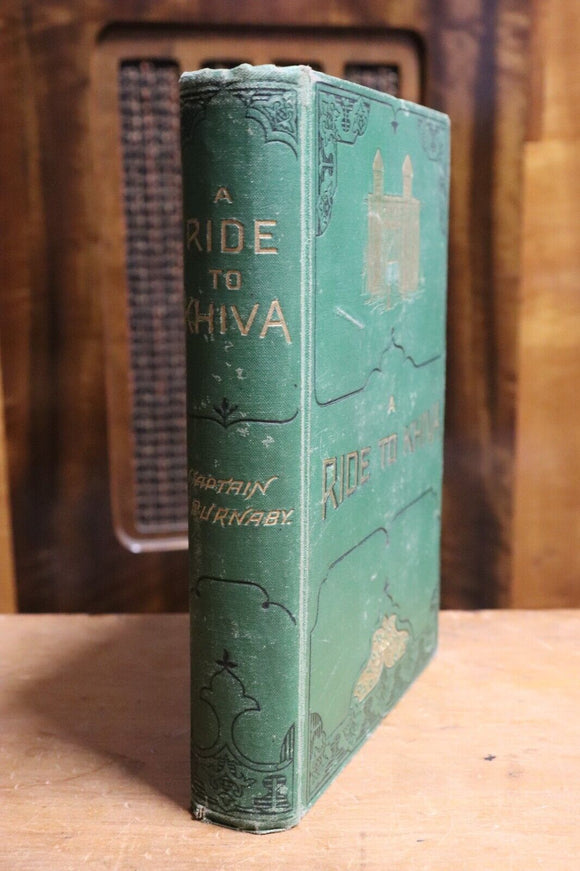 A
RIDE
TO
KHIVA
CAPTAIN
BURNABY.
A
RIDE TO KHIVA